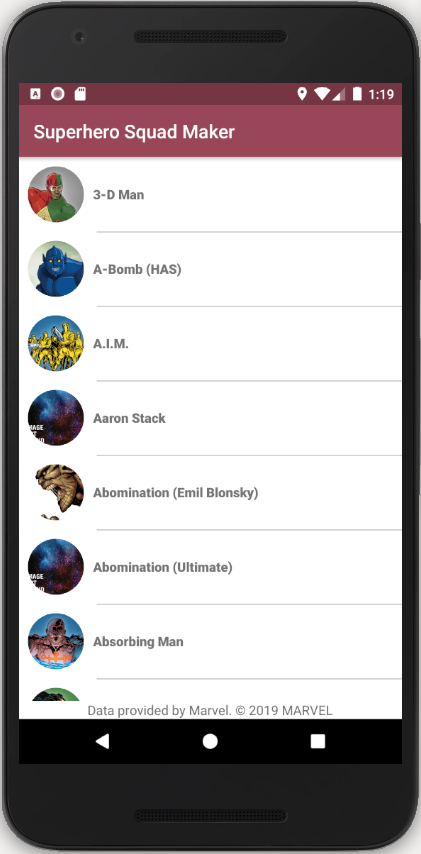 1:19
Superhero Squad Maker
3-D Man
A-Bomb (HAS)
A.I.M.
Aaron Stack
Abomination (Emil Blonsky)
Abomination (Ultimate)
Absorbing Man
Data provided by Marvel. © 2019 MARVEL